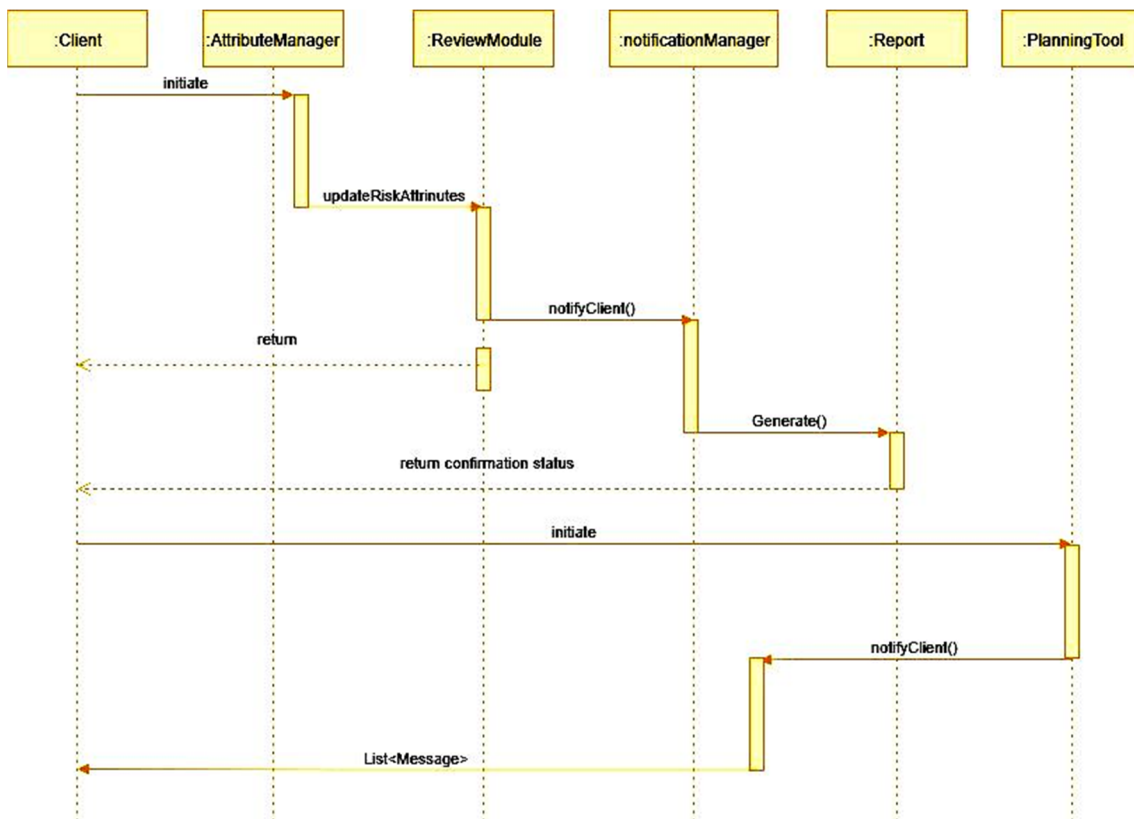 :Client
:AttributeManager
:ReviewModule
:notificationManager
:Report
:PlanningTool
initiate
updateRiskAttrinutes
notifyClient()
return
Generate()
return confirmation status
initiate
notifyClient()
List<Message>